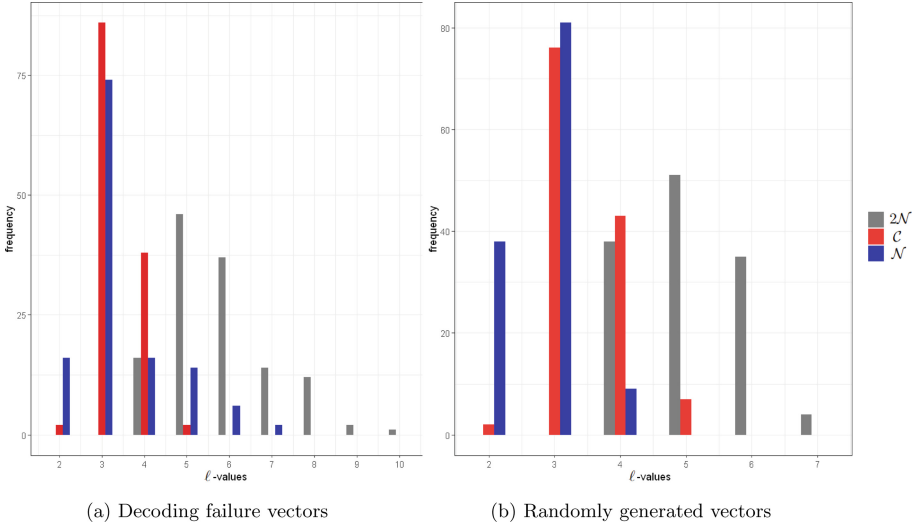 75
50
25
0
frequency
2 3 4 5 6 7 8 9 10
ℓ-values
(a) Decoding failure vectors
80
60
40
20
0
frequency
2 3 4 5 6 7
ℓ-values
(b) Randomly generated vectors
2𝒩
𝒞
𝒩